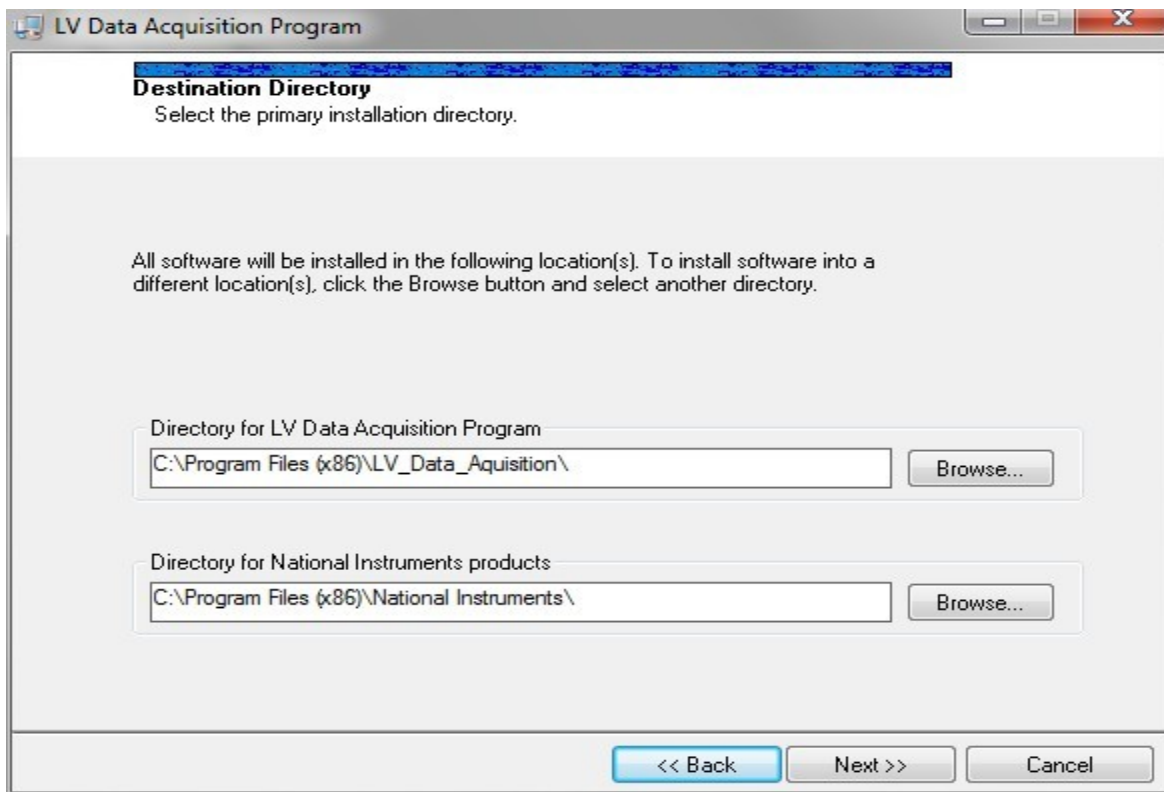 LV Data Acquisition Program
Destination Directory
Select the primary installation directory.
All software will be installed in the following location(s). To install software into a
different location(s), click the Browse button and select another directory.
Directory for LV Data Acquisition Program
C:\Program Files (x86)\LV_Data_Aquisition\
Browse...
Directory for National Instruments products
C:\Program Files (x86)\National Instruments\
Browse...
<< Back
Next >>
Cancel